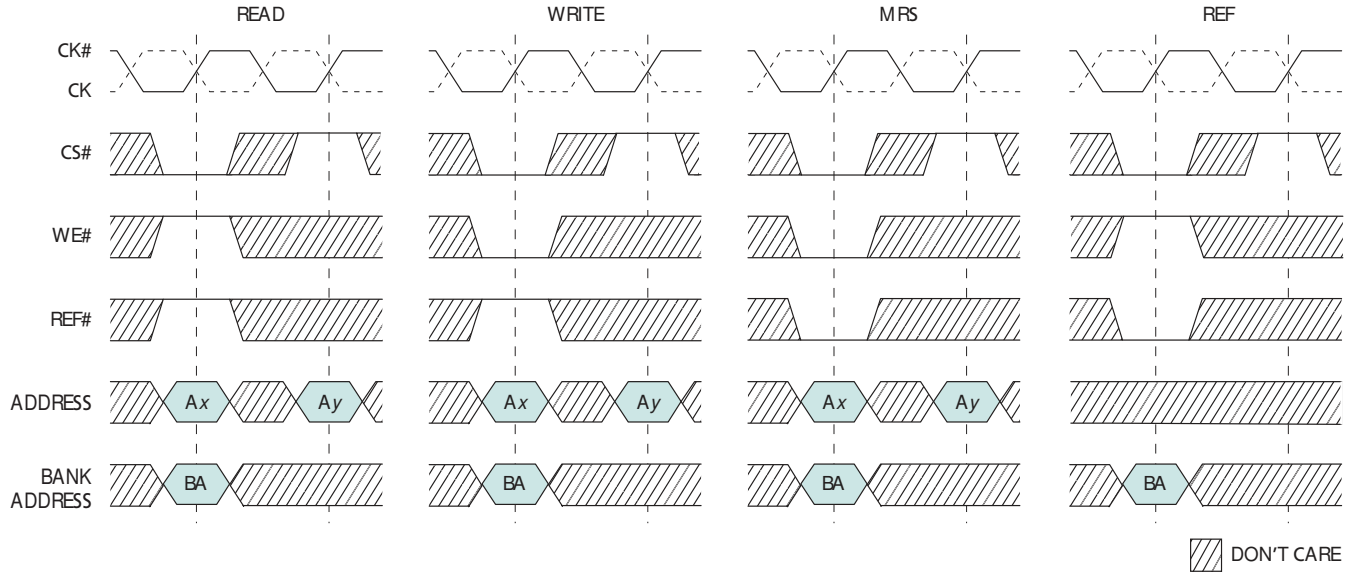 READ WRITE MRS REF
CK#
CK
CS#
WE#
REF#
ADDRESS Ax Ay Ax Ay Ax Ay
BANK
ADDRESS BA BA BA BA
DON'T CARE